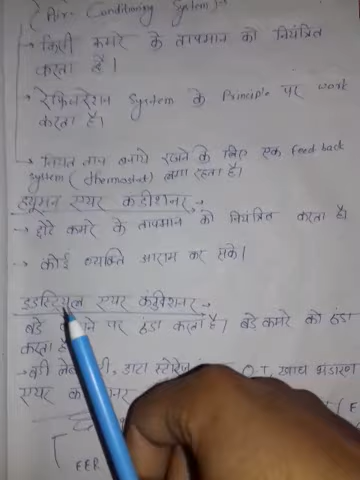 (Air-Conditioning System):-
→ किसी कमरे के तापमान को नियंत्रित
करता है।
→ रेफ्रिजरेशन System के Principle पर work
करता है।
→ नियत ताप बनाये रखने के लिए एक feed back
system (thermostat) लगा रहता है।
ह्यूमन एयर कंडीशनर →
→ छोटे कमरे के तापमान को नियंत्रित करता है।
→ कोई व्यक्ति आराम कर सके।
इंडस्ट्रियल एयर कंडीशनर →
बड़े पर ठंडा करता है। बड़े कमरे को ठंडा
करता है
→ बड़ी डाटा स्टोरेज O.T, खाद्य भंडारण
एयर
EER